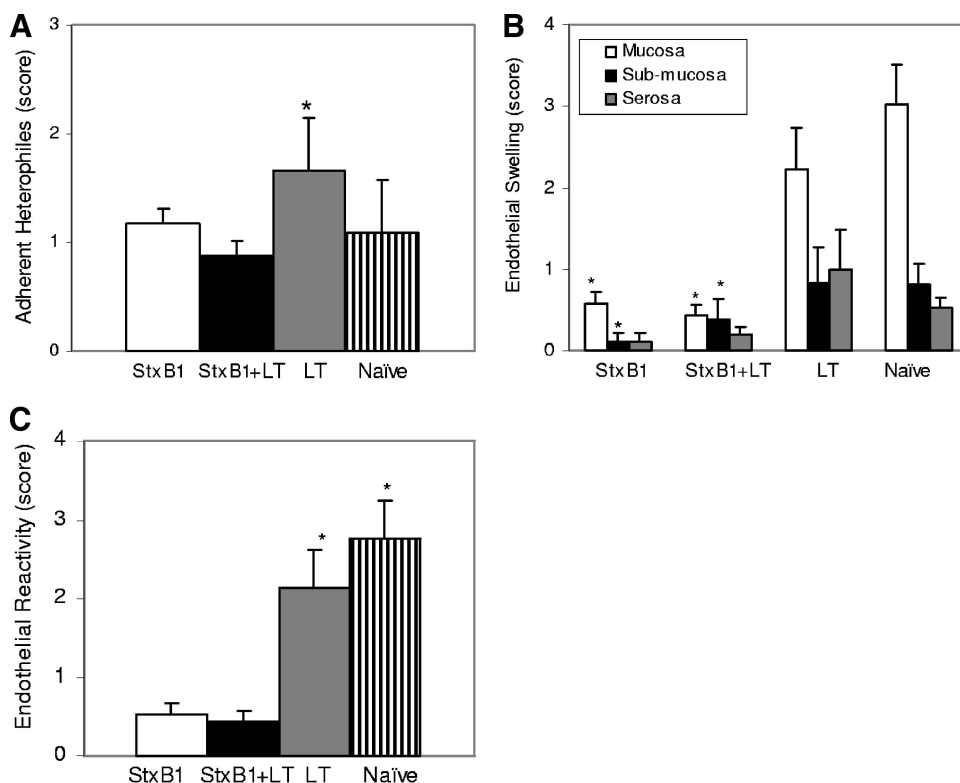 A
Adherent Heterophiles (score)
3
2
1
0
*
StxB1 StxB1+LT LT Naïve
B
Endothelial Swelling (score)
4
3
2
1
0
Mucosa
Sub-mucosa
Serosa
* * * *
StxB1 StxB1+LT LT Naïve
C
Endothelial Reactivity (score)
4
3
2
1
0
* *
StxB1 StxB1+LT LT Naïve